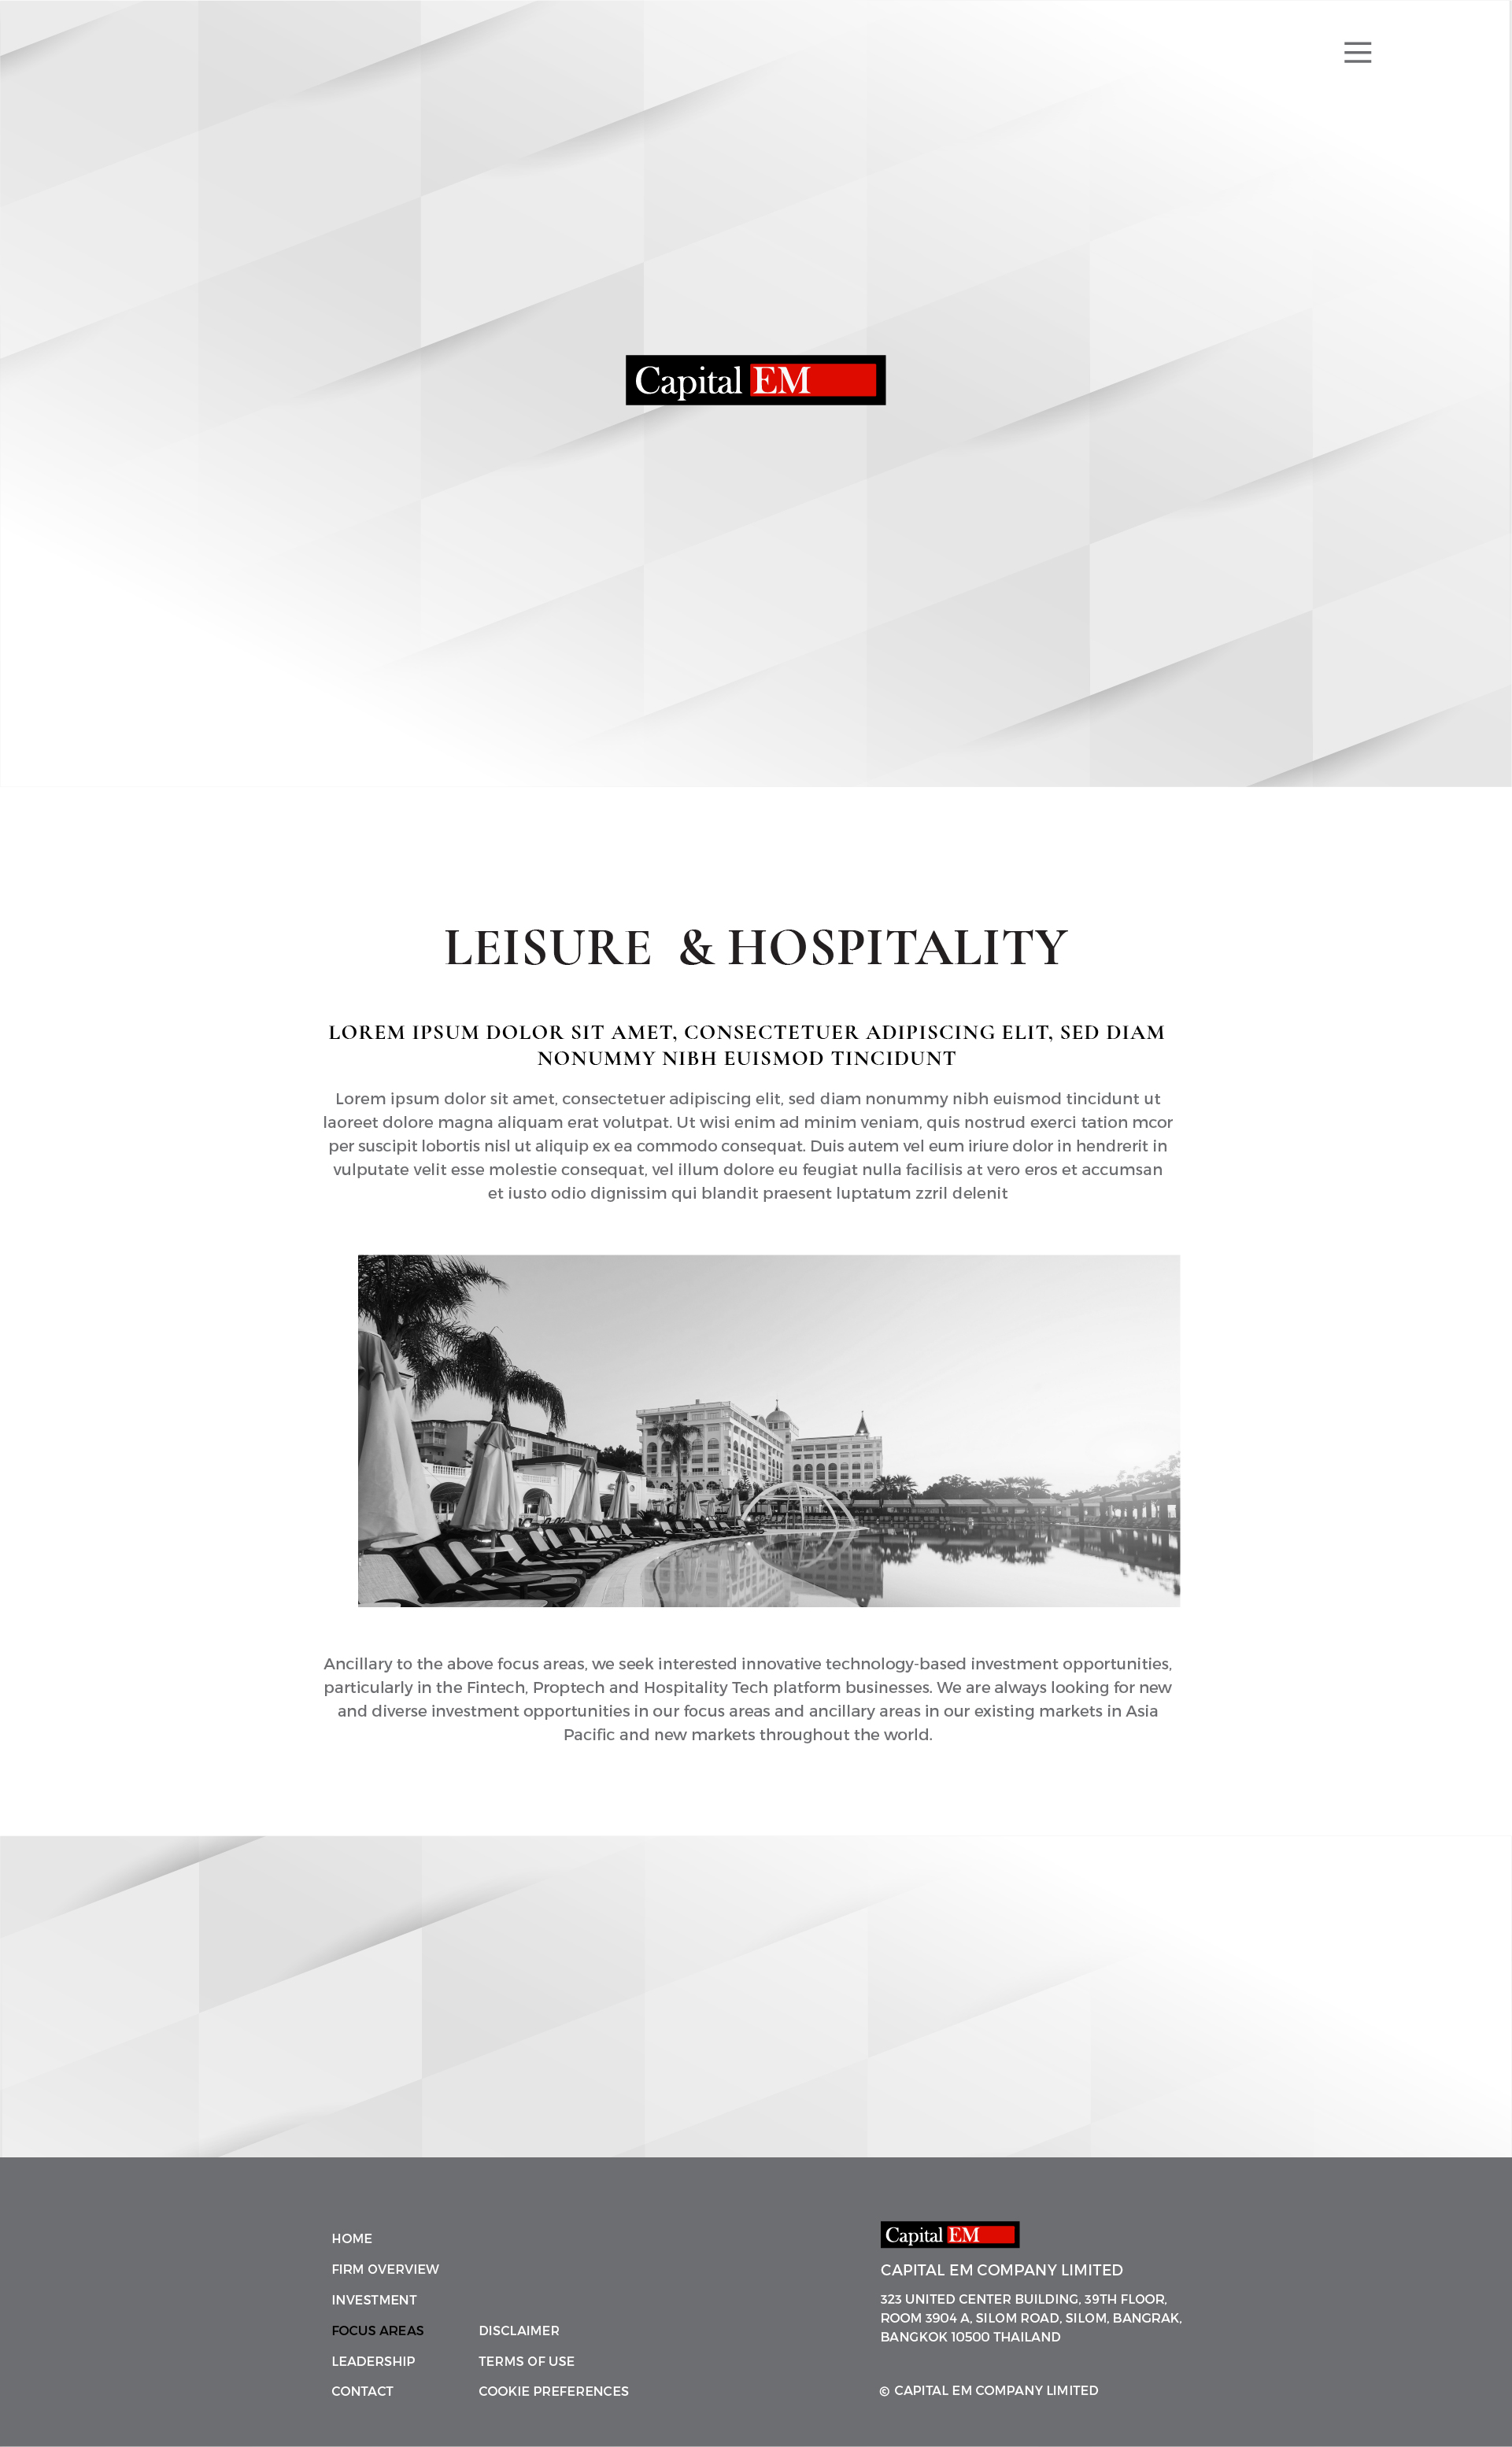 Capital EM
LEISURE & HOSPITALITY
LOREM IPSUM DOLOR SIT AMET, CONSECTETUER ADIPISCING ELIT, SED DIAM
NONUMMY NIBH EUISMOD TINCIDUNT
Lorem ipsum dolor sit amet, consectetuer adipiscing elit, sed diam nonummy nibh euismod tincidunt ut
laoreet dolore magna aliquam erat volutpat. Ut wisi enim ad minim veniam, quis nostrud exerci tation mcor
per suscipit lobortis nisl ut aliquip ex ea commodo consequat. Duis autem vel eum iriure dolor in hendrerit in
vulputate velit esse molestie consequat, vel illum dolore eu feugiat nulla facilisis at vero eros et accumsan
et iusto odio dignissim qui blandit praesent luptatum zzril delenit
Ancillary to the above focus areas, we seek interested innovative technology-based investment opportunities,
particularly in the Fintech, Proptech and Hospitality Tech platform businesses. We are always looking for new
and diverse investment opportunities in our focus areas and ancillary areas in our existing markets in Asia
Pacific and new markets throughout the world.
HOME
FIRM OVERVIEW
INVESTMENT
FOCUS AREAS
LEADERSHIP
CONTACT
DISCLAIMER
TERMS OF USE
COOKIE PREFERENCES
Capital EM
CAPITAL EM COMPANY LIMITED
323 UNITED CENTER BUILDING, 39TH FLOOR,
ROOM 3904 A, SILOM ROAD, SILOM, BANGRAK,
BANGKOK 10500 THAILAND
© CAPITAL EM COMPANY LIMITED